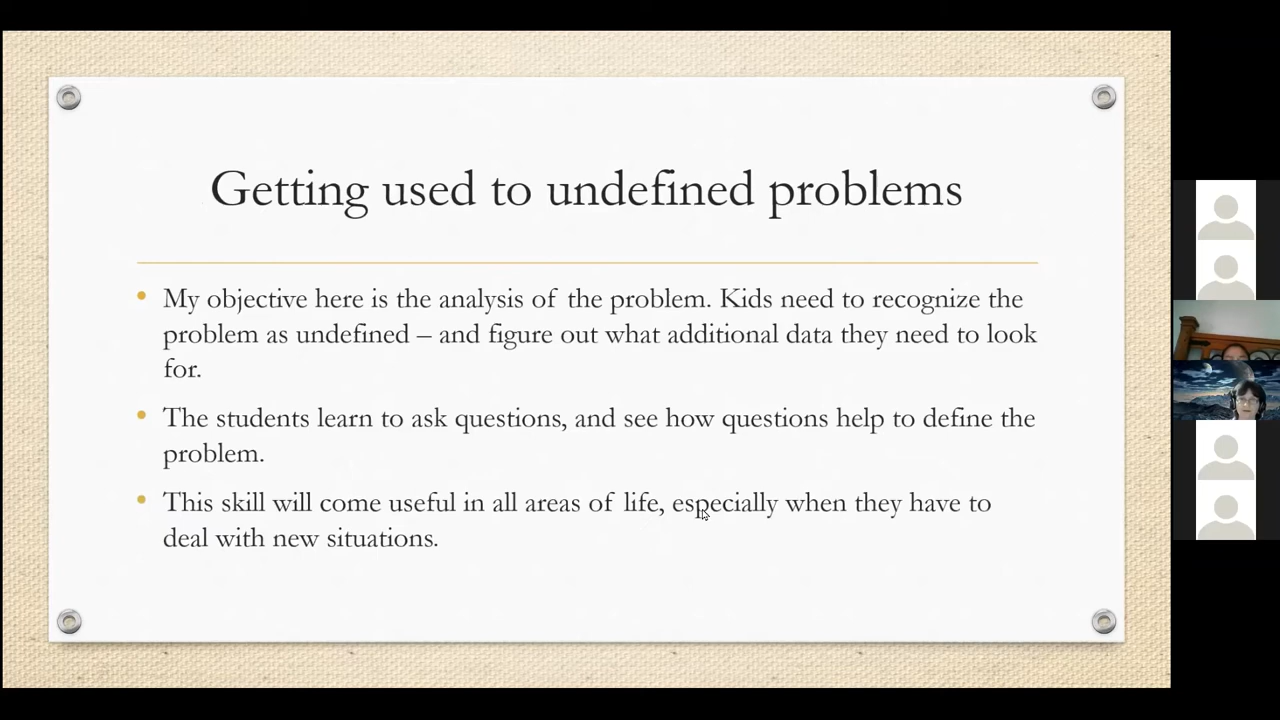 Getting used to undefined problems
• My objective here is the analysis of the problem. Kids need to recognize the
problem as undefined – and figure out what additional data they need to look
for.
• The students learn to ask questions, and see how questions help to define the
problem.
• This skill will come useful in all areas of life, especially when they have to
deal with new situations.